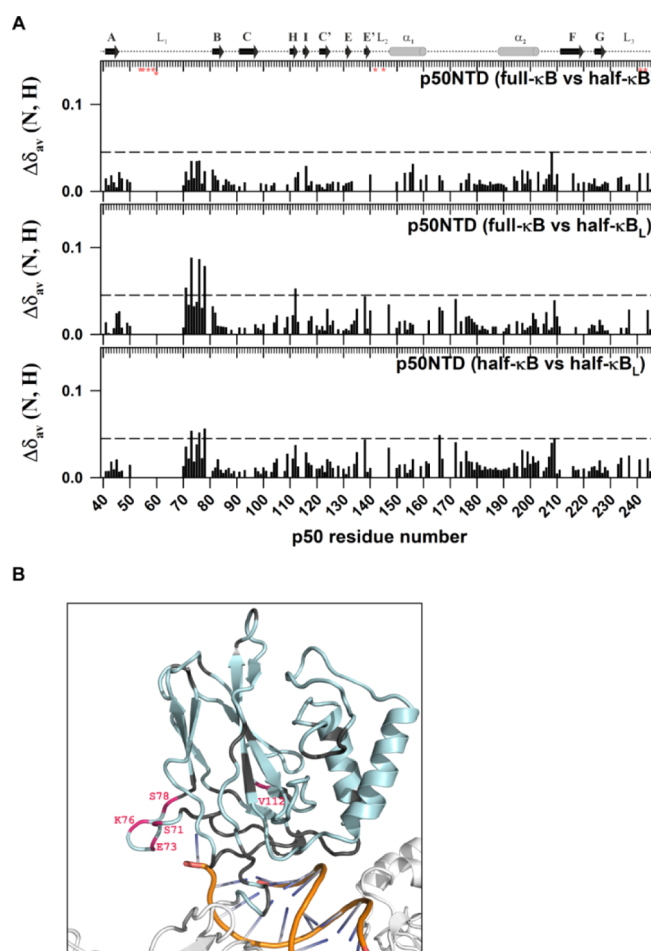 A
A L₁ B C H I C' E E' L₂ α₁ α₂ F G L₃
p50NTD (full-κB vs half-κB
Δδav (N, H)
0.1
0.0
p50NTD (full-κB vs half-κBL)
Δδav (N, H)
0.1
0.0
p50NTD (half-κB vs half-κBL)
Δδav (N, H)
0.1
0.0
40 50 60 70 80 90 100 110 120 130 140 150 160 170 180 190 200 210 220 230 240
p50 residue number
B
S78
V112
K76
S71
E73